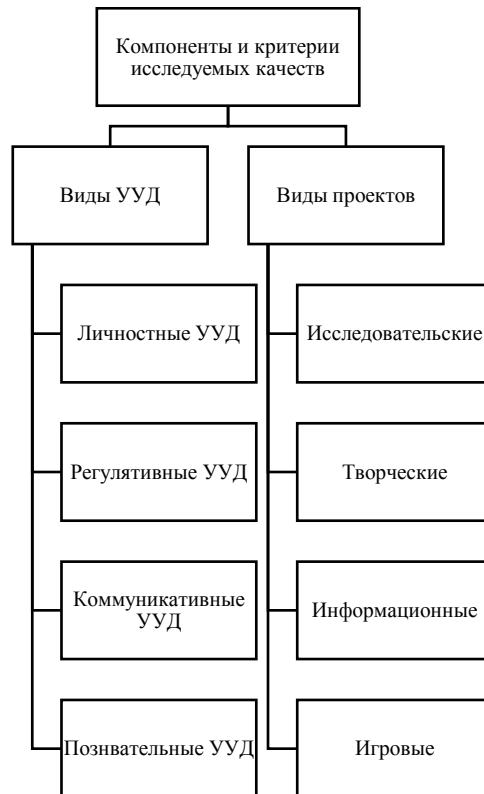 Компоненты и критерии
исследуемых качеств
Виды УУД
Виды проектов
Личностные УУД
Исследовательские
Регулятивные УУД
Творческие
Коммуникативные
УУД
Информационные
Познвательные УУД
Игровые